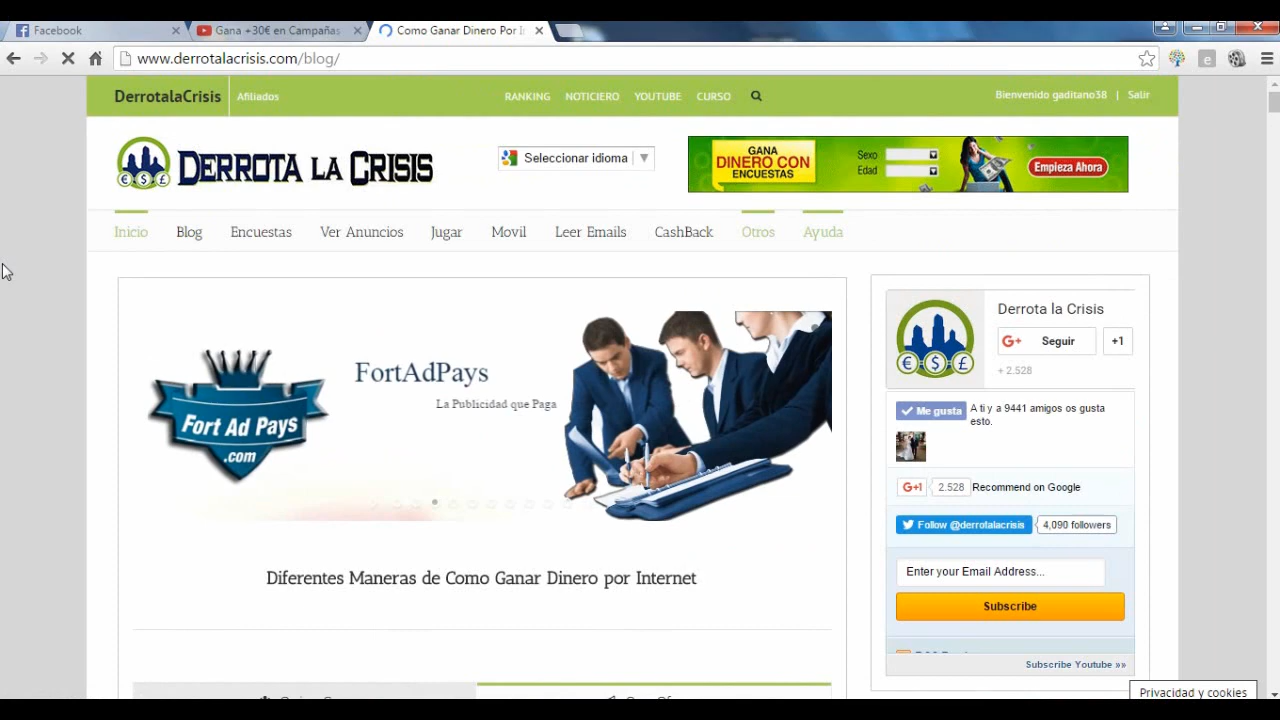 Facebook
Gana +30€ en Campañas
Como Ganar Dinero Por I
www.derrotalacrisis.com/blog/
DerrotalaCrisis
Afiliados
RANKING
NOTICIERO
YOUTUBE
CURSO
Bienvenido gaditano38 | Salir
€ $ £
DERROTA LA CRISIS
Seleccionar idioma
GANA
DINERO CON
ENCUESTAS
Sexo
Edad
Empieza Ahora
Inicio
Blog
Encuestas
Ver Anuncios
Jugar
Movil
Leer Emails
CashBack
Otros
Ayuda
Fort Ad Pays
.com
FortAdPays
La Publicidad que Paga
Diferentes Maneras de Como Ganar Dinero por Internet
€ $ £
Derrota la Crisis
G+ Seguir
+1
+ 2.528
Me gusta
A ti y a 9441 amigos os gusta
esto.
G+1
2.528
Recommend on Google
Follow @derrotalacrisis
4,090 followers
Enter your Email Address...
Subscribe
Subscribe Youtube »»
Privacidad y cookies